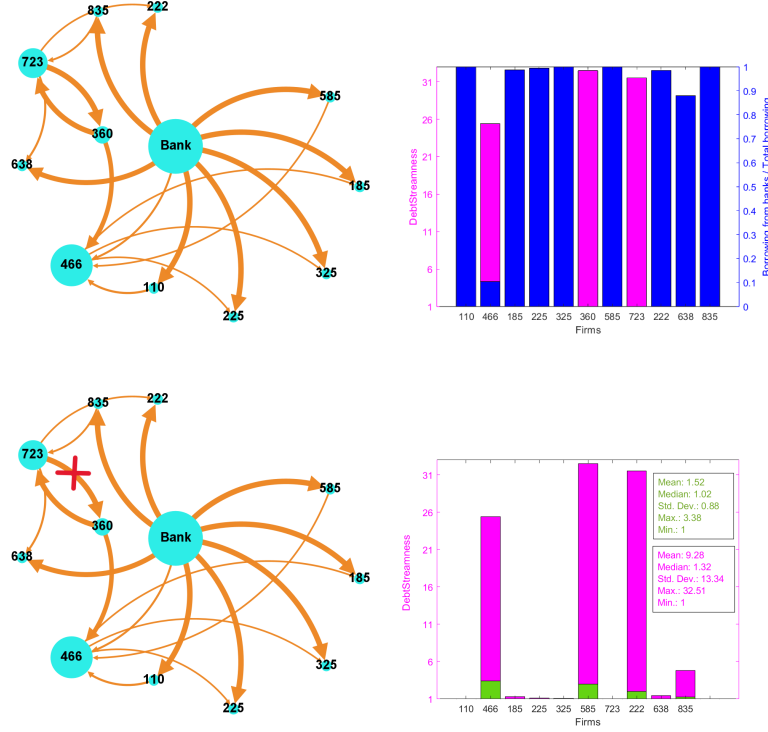 835
222
723
585
360
Bank
638
185
466
325
110
225
DebtStreamness
31
26
21
16
11
6
1
1
0.9
0.8
0.7
0.6
0.5
0.4
0.3
0.2
0.1
0
Borrowing from banks / Total borrowing
110 466 185 225 325 360 585 723 222 638 835
Firms
835
222
723
585
360
Bank
638
185
466
325
110
225
DebtStreamness
31
26
21
16
11
6
1
Mean: 1.52
Median: 1.02
Std. Dev.: 0.88
Max.: 3.38
Min.: 1
Mean: 9.28
Median: 1.32
Std. Dev.: 13.34
Max.: 32.51
Min.: 1
110 466 185 225 325 585 723 222 638 835
Firms